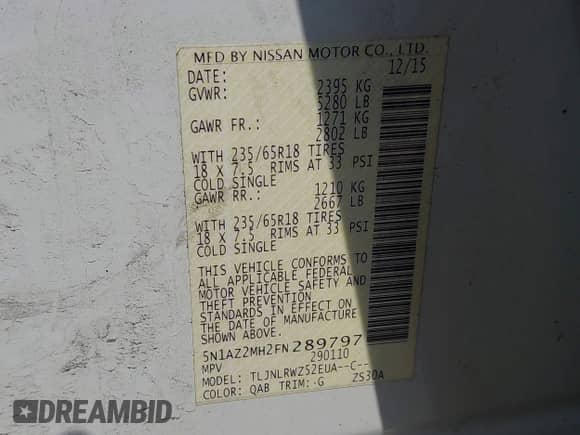 MFD BY NISSAN MOTOR CO., LTD.
DATE: 12/15
GVWR: 2395 KG
5280 LB
GAWR FR.: 1271 KG
2802 LB
WITH 235/65R18 TIRES
18 X 7.5 RIMS AT 33 PSI
COLD SINGLE
GAWR RR.: 1210 KG
2667 LB
WITH 235/65R18 TIRES
18 X 7.5 RIMS AT 33 PSI
COLD SINGLE
THIS VEHICLE CONFORMS TO
ALL APPLICABLE FEDERAL
MOTOR VEHICLE SAFETY AND
THEFT PREVENTION
STANDARDS IN EFFECT ON
THE DATE OF MANUFACTURE
SHOWN ABOVE.
5N1AZ2MH2FN289797
MPV 290110
MODEL: TLJNLRWZ52EUA--C--
COLOR: QAB TRIM: G ZS30A
DREAMBID